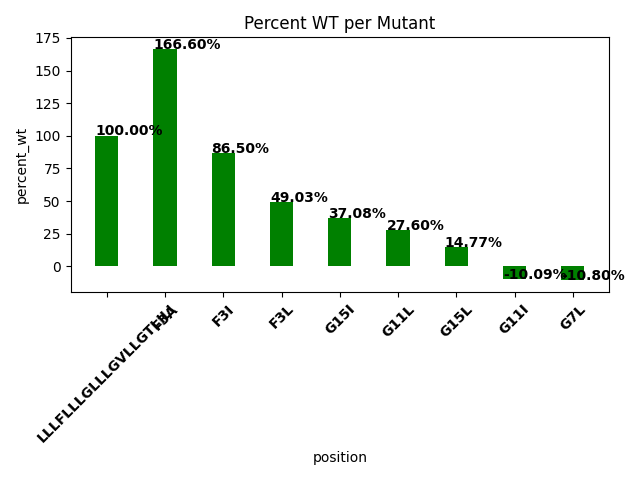 Percent WT per Mutant
percent_wt
175
150
125
100
75
50
25
0
100.00%
166.60%
86.50%
49.03%
37.08%
27.60%
14.77%
-10.09%
-10.80%
F3A
F3I
F3L
G15I
G11L
G15L
G11I
G7L
position